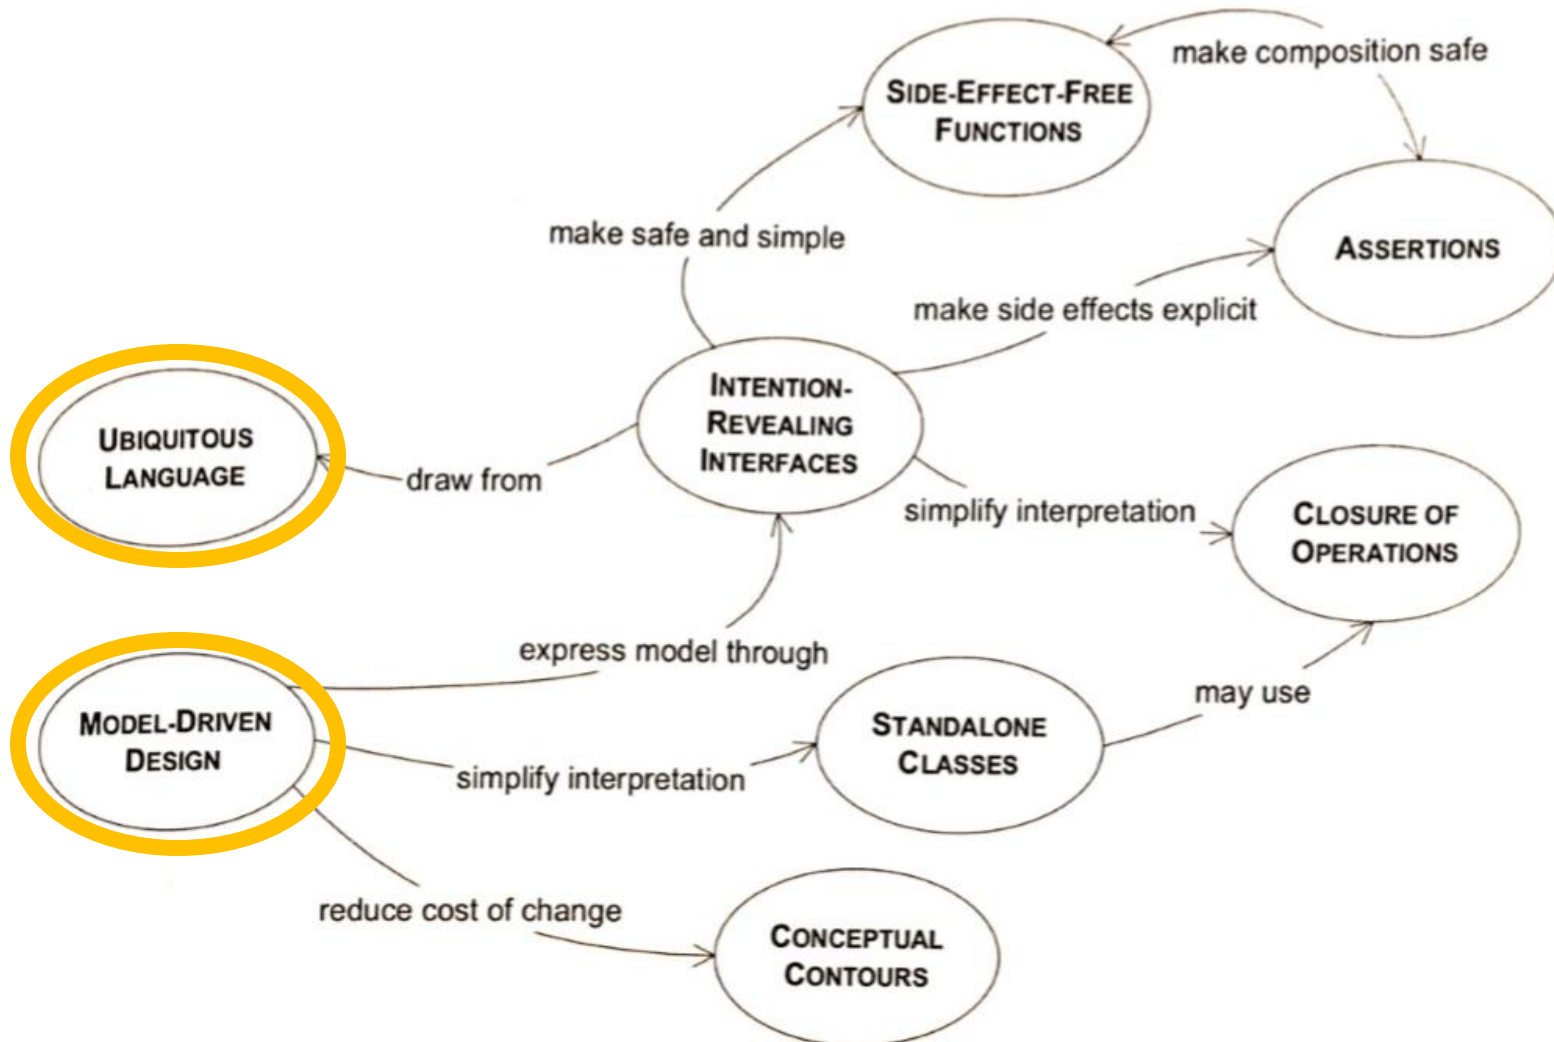 make composition safe
SIDE-EFFECT-FREE
FUNCTIONS
make safe and simple
ASSERTIONS
make side effects explicit
INTENTION-
REVEALING
INTERFACES
UBIQUITOUS
LANGUAGE
draw from
simplify interpretation
CLOSURE OF
OPERATIONS
express model through
MODEL-DRIVEN
DESIGN
simplify interpretation
STANDALONE
CLASSES
may use
reduce cost of change
CONCEPTUAL
CONTOURS